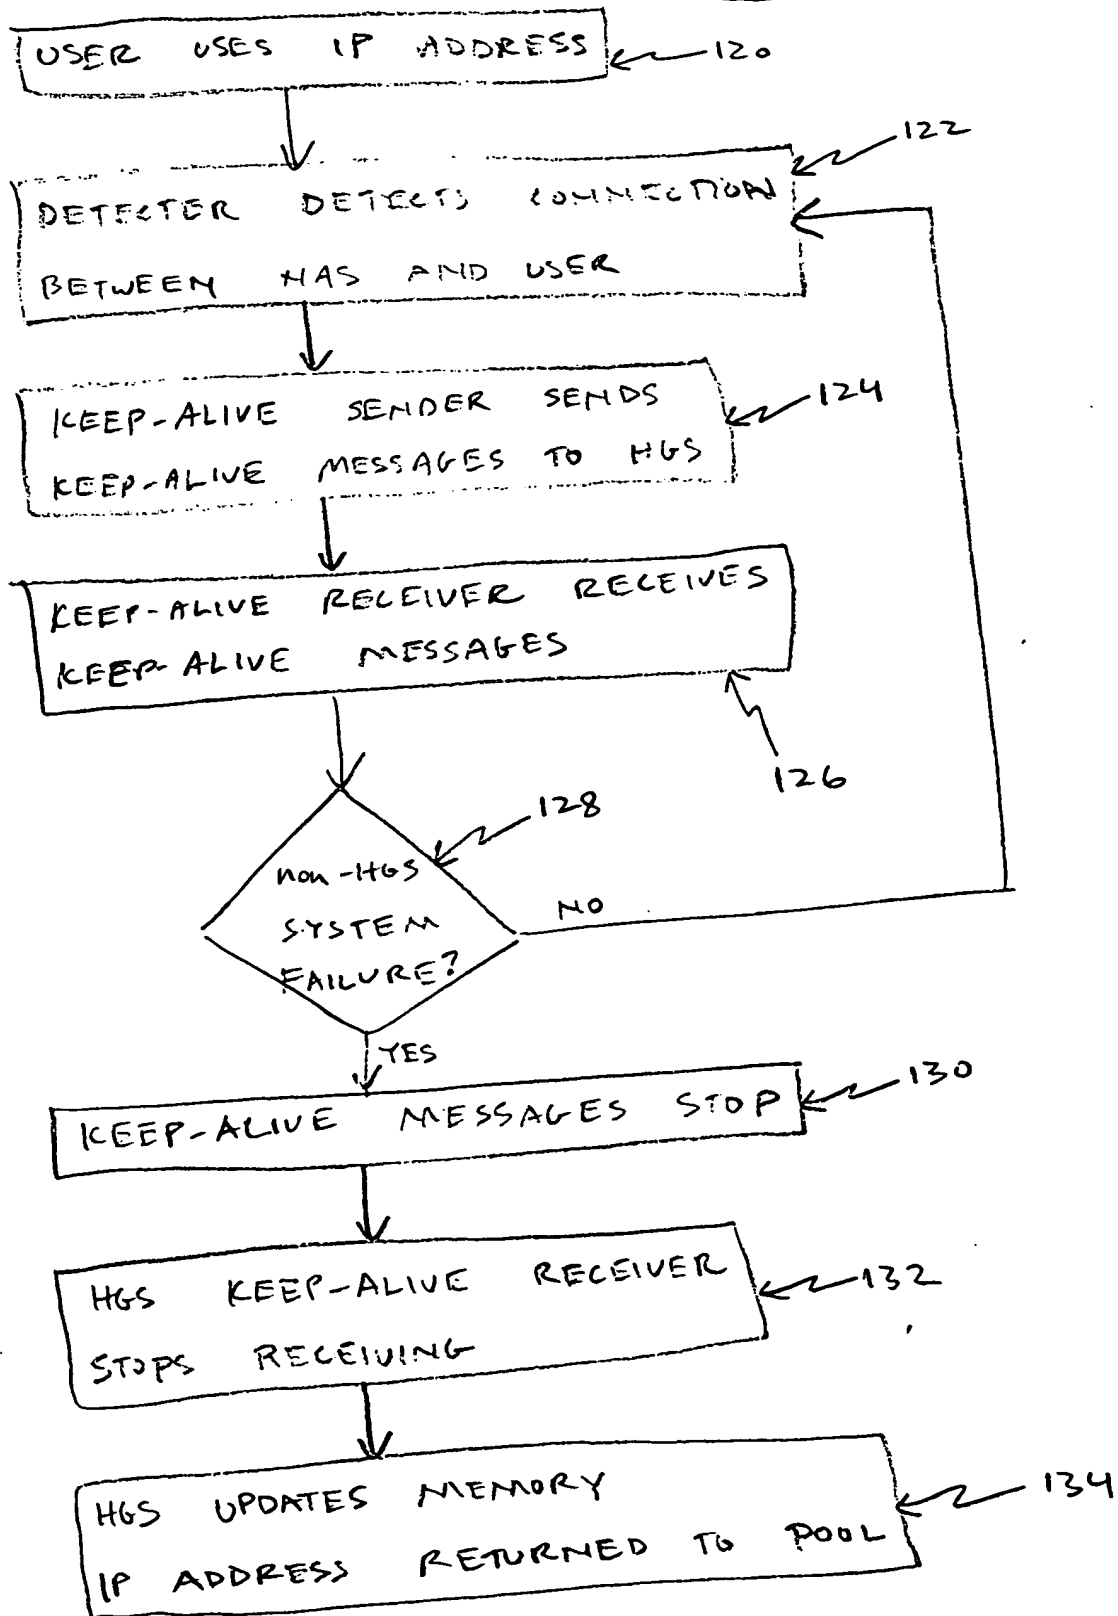 USER USES IP ADDRESS
120
122
DETECTER DETECTS CONNECTION
BETWEEN NAS AND USER
KEEP-ALIVE SENDER SENDS
KEEP-ALIVE MESSAGES TO HGS
124
KEEP-ALIVE RECEIVER RECEIVES
KEEP-ALIVE MESSAGES
126
128
non-HGS
SYSTEM
FAILURE?
NO
YES
KEEP-ALIVE MESSAGES STOP
130
HGS KEEP-ALIVE RECEIVER
STOPS RECEIVING
132
HGS UPDATES MEMORY
IP ADDRESS RETURNED TO POOL
134